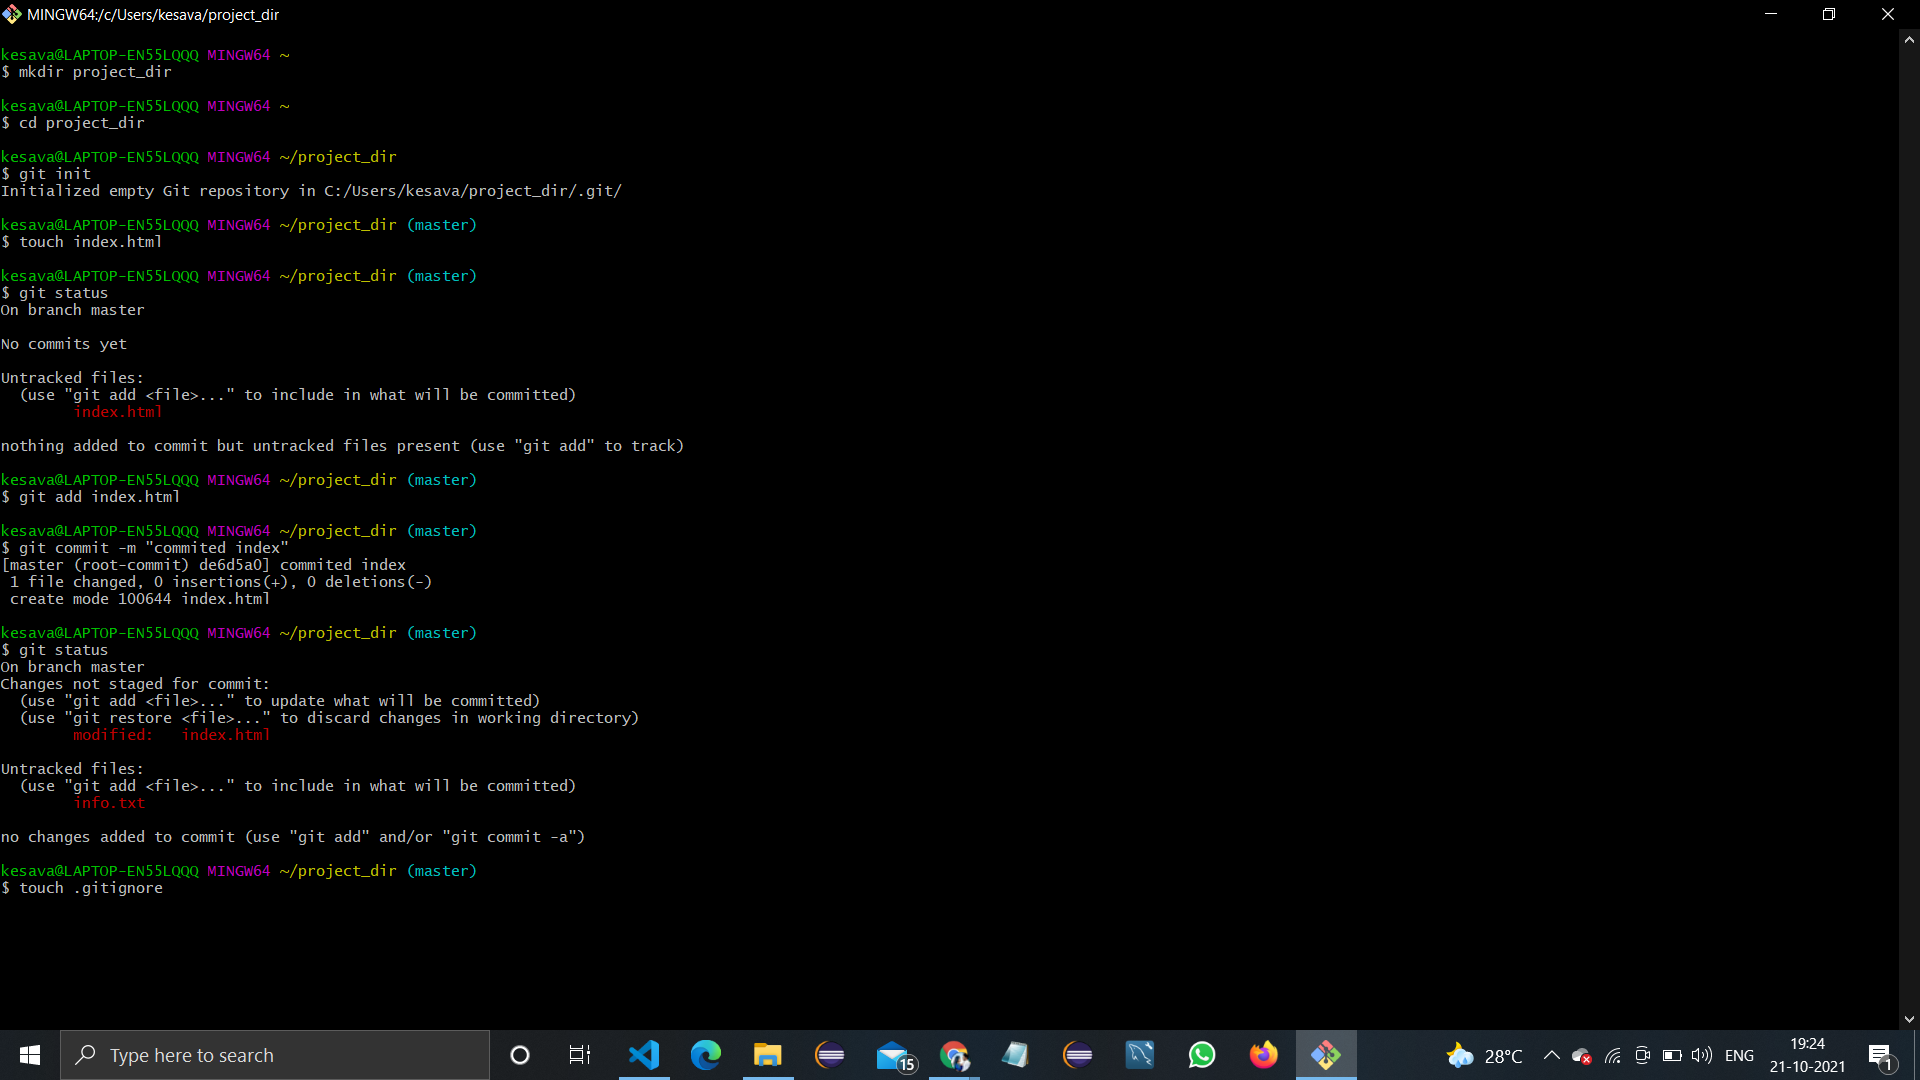 MINGW64:/c/Users/kesava/project_dir
kesava@LAPTOP-EN55LQQQ MINGW64 ~
$ mkdir project_dir
kesava@LAPTOP-EN55LQQQ MINGW64 ~
$ cd project_dir
kesava@LAPTOP-EN55LQQQ MINGW64 ~/project_dir
$ git init
Initialized empty Git repository in C:/Users/kesava/project_dir/.git/
kesava@LAPTOP-EN55LQQQ MINGW64 ~/project_dir (master)
$ touch index.html
kesava@LAPTOP-EN55LQQQ MINGW64 ~/project_dir (master)
$ git status
On branch master
No commits yet
Untracked files:
  (use "git add <file>..." to include in what will be committed)
        index.html
nothing added to commit but untracked files present (use "git add" to track)
kesava@LAPTOP-EN55LQQQ MINGW64 ~/project_dir (master)
$ git add index.html
kesava@LAPTOP-EN55LQQQ MINGW64 ~/project_dir (master)
$ git commit -m "commited index"
[master (root-commit) de6d5a0] commited index
 1 file changed, 0 insertions(+), 0 deletions(-)
 create mode 100644 index.html
kesava@LAPTOP-EN55LQQQ MINGW64 ~/project_dir (master)
$ git status
On branch master
Changes not staged for commit:
  (use "git add <file>..." to update what will be committed)
  (use "git restore <file>..." to discard changes in working directory)
        modified:   index.html
Untracked files:
  (use "git add <file>..." to include in what will be committed)
        info.txt
no changes added to commit (use "git add" and/or "git commit -a")
kesava@LAPTOP-EN55LQQQ MINGW64 ~/project_dir (master)
$ touch .gitignore
Type here to search
15
28°C
ENG
19:24
21-10-2021
1